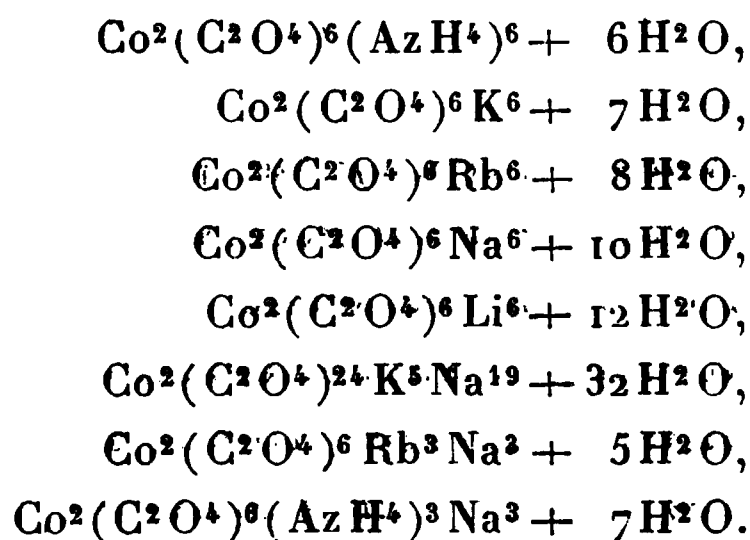 Co²(C²O⁴)⁶(AzH⁴)⁶ + 6H²O,
Co²(C²O⁴)⁶K⁶ + 7H²O,
Co²(C²O⁴)⁶Rb⁶ + 8H²O,
Co²(C²O⁴)⁶Na⁶ + 10H²O,
Co²(C²O⁴)⁶Li⁶ + 12H²O,
Co²(C²O⁴)²⁴K⁵Na¹⁹ + 32H²O,
Co²(C²O⁴)⁶Rb³Na³ + 5H²O,
Co²(C²O⁴)⁶(AzH⁴)³Na³ + 7H²O.